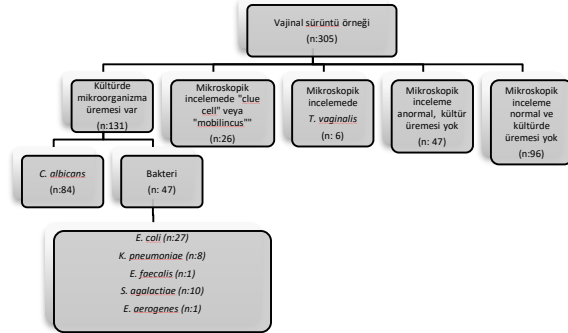 Vajinal sürüntü örneği
(n:305)
Kültürde
mikroorganizma
üremesi var
(n:131)
Mikroskopik
incelemede "clue
cell" veya
"mobilincus""
(n:26)
Mikroskopik
incelemede
T. vaginalis
(n: 6)
Mikroskopik
inceleme
anormal, kültür
üremesi yok
(n: 47)
Mikroskopik
inceleme
normal ve
kültürde
üremesi yok
(n:96)
C. albicans
(n:84)
Bakteri
(n: 47)
E. coli (n:27)
K. pneumoniae (n:8)
E. faecalis (n:1)
S. agalactiae (n:10)
E. aerogenes (n:1)